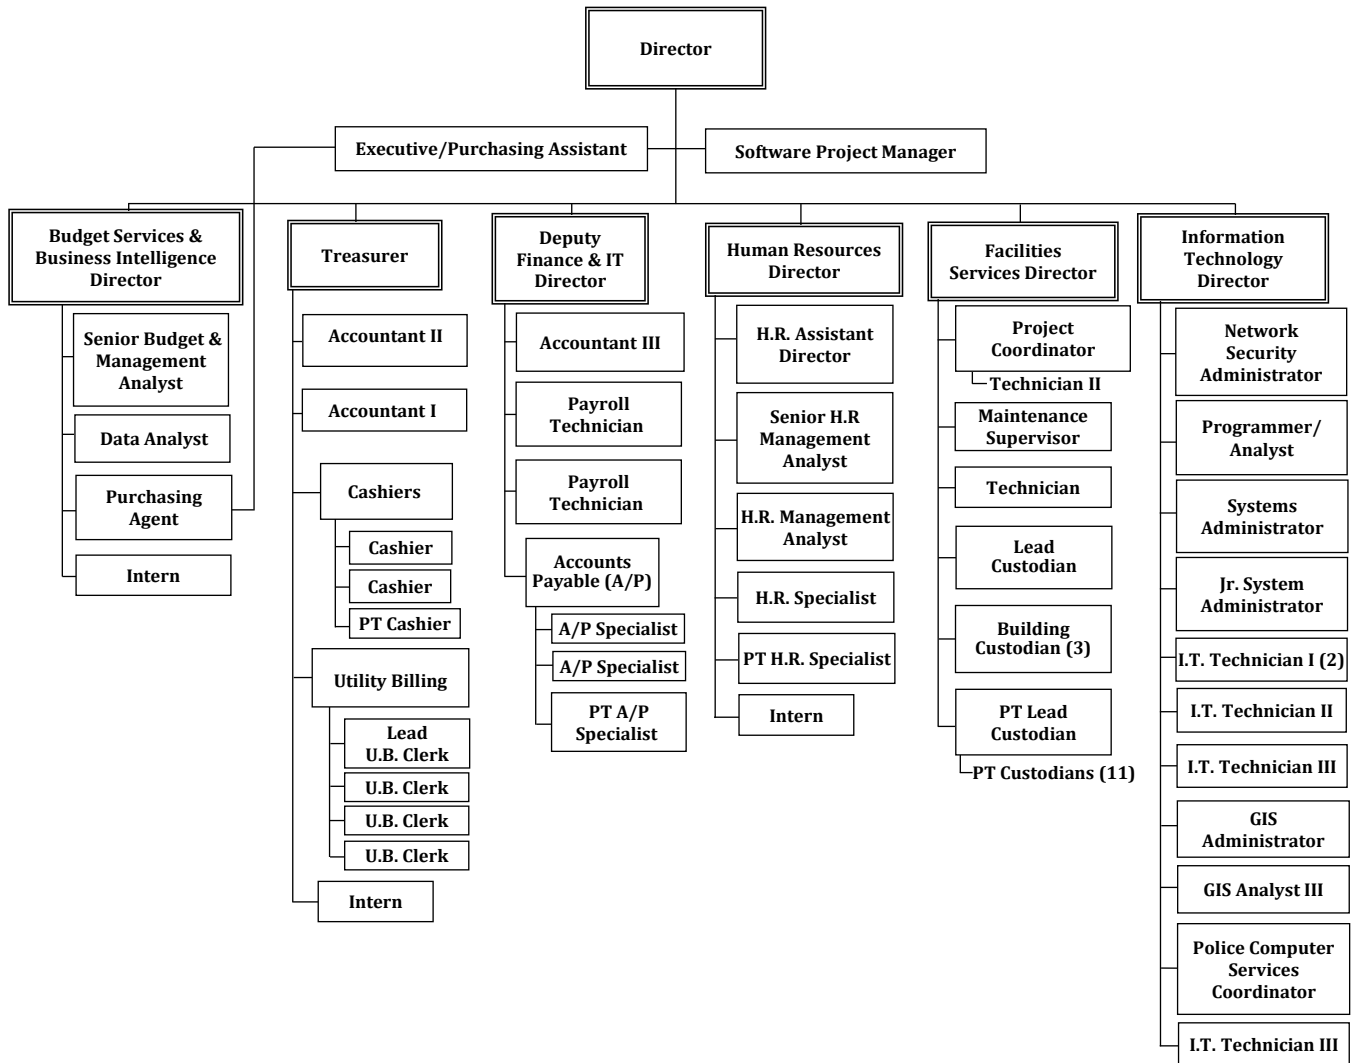 Director
Executive/Purchasing Assistant
Software Project Manager
Budget Services &
Business Intelligence
Director
Senior Budget &
Management
Analyst
Data Analyst
Purchasing
Agent
Intern
Treasurer
Accountant II
Accountant I
Cashiers
Cashier
Cashier
PT Cashier
Utility Billing
Lead
U.B. Clerk
U.B. Clerk
U.B. Clerk
U.B. Clerk
Intern
Deputy
Finance & IT
Director
Accountant III
Payroll
Technician
Payroll
Technician
Accounts
Payable (A/P)
A/P Specialist
A/P Specialist
PT A/P
Specialist
Human Resources
Director
H.R. Assistant
Director
Senior H.R
Management
Analyst
H.R. Management
Analyst
H.R. Specialist
PT H.R. Specialist
Intern
Facilities
Services Director
Project
Coordinator
Technician II
Maintenance
Supervisor
Technician
Lead
Custodian
Building
Custodian (3)
PT Lead
Custodian
PT Custodians (11)
Information
Technology
Director
Network
Security
Administrator
Programmer/
Analyst
Systems
Administrator
Jr. System
Administrator
I.T. Technician I (2)
I.T. Technician II
I.T. Technician III
GIS
Administrator
GIS Analyst III
Police Computer
Services
Coordinator
I.T. Technician III